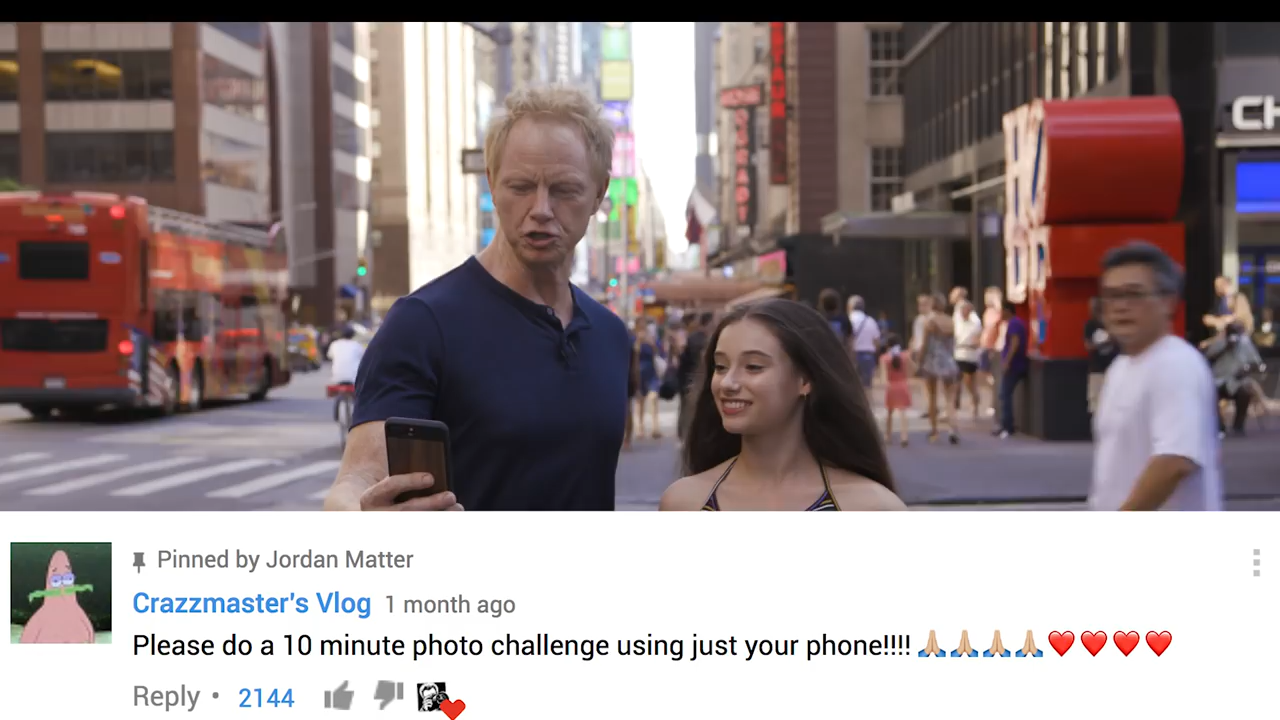 CH
📌 Pinned by Jordan Matter
Crazzmaster's Vlog 1 month ago
Please do a 10 minute photo challenge using just your phone!!!! 🙏🏼🙏🏼🙏🏼🙏🏼❤️❤️❤️❤️
Reply • 2144